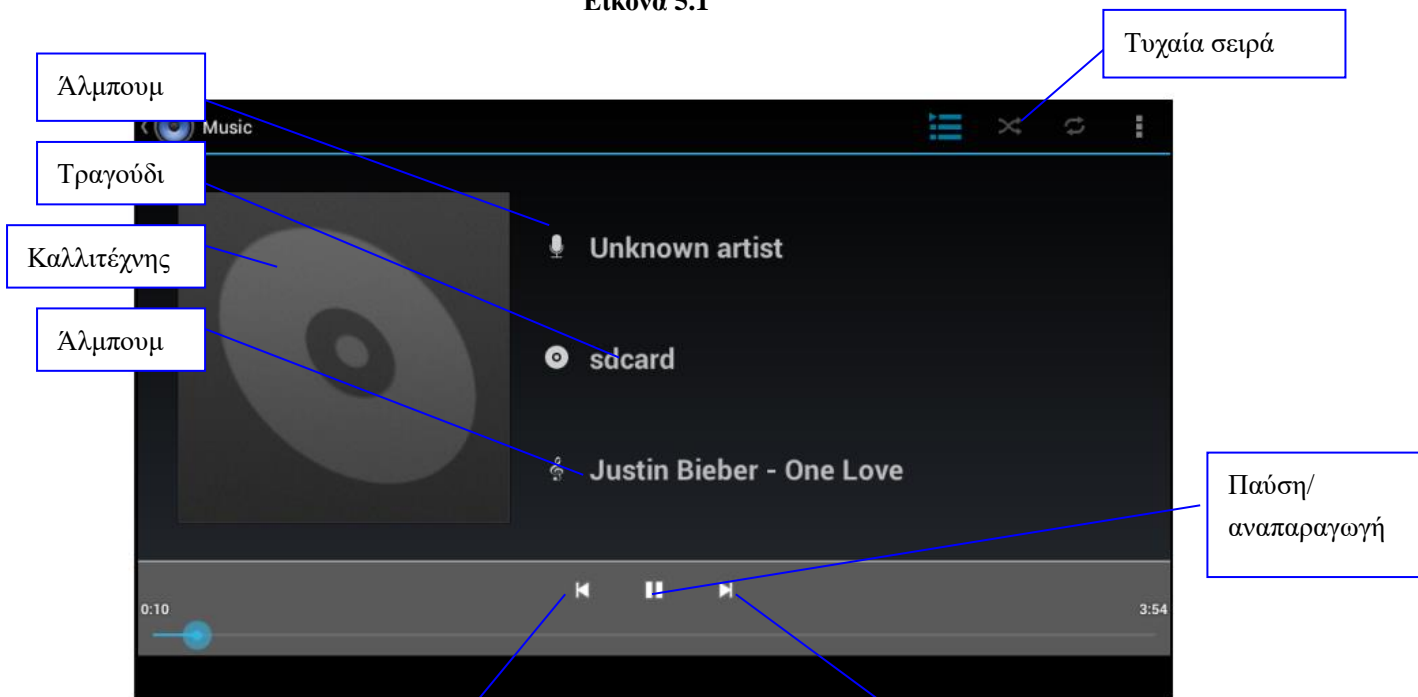 Εικόνα 5.1
Τυχαία σειρά
Άλμπουμ
Music
Τραγούδι
Καλλιτέχνης
Unknown artist
Άλμπουμ
sdcard
Justin Bieber - One Love
Παύση/
αναπαραγωγή
0:10
3:54